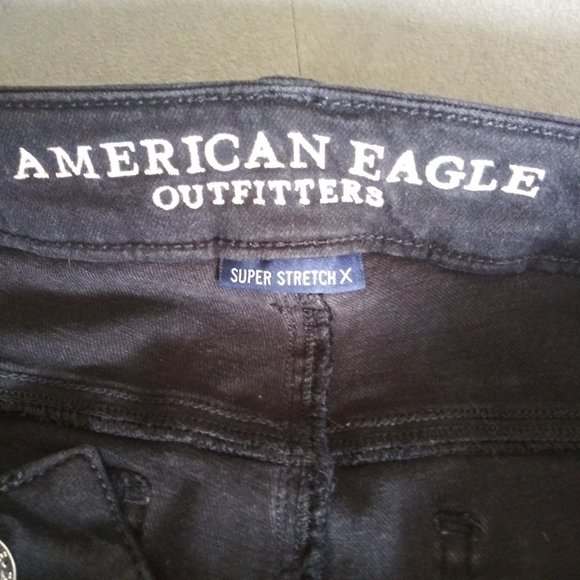 AMERICAN EAGLE
OUTFITTERS
SUPER STRETCH X